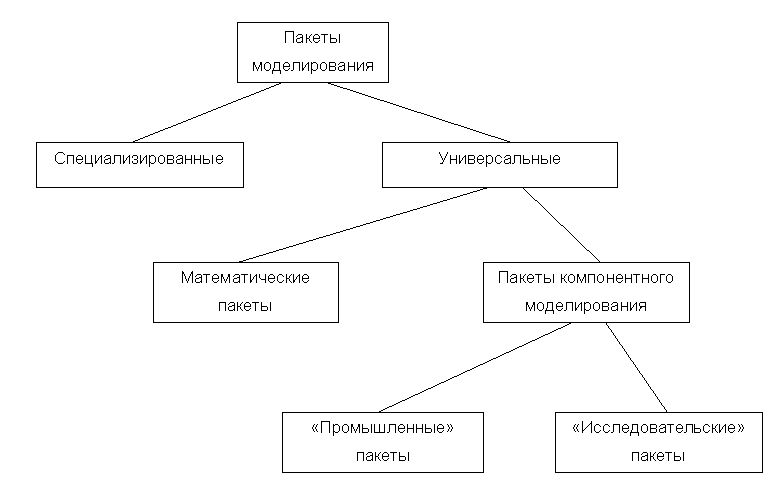 Пакеты
моделирования
Специализированные
Универсальные
Математические
пакеты
Пакеты компонентного
моделирования
«Промышленные»
пакеты
«Исследовательские»
пакеты